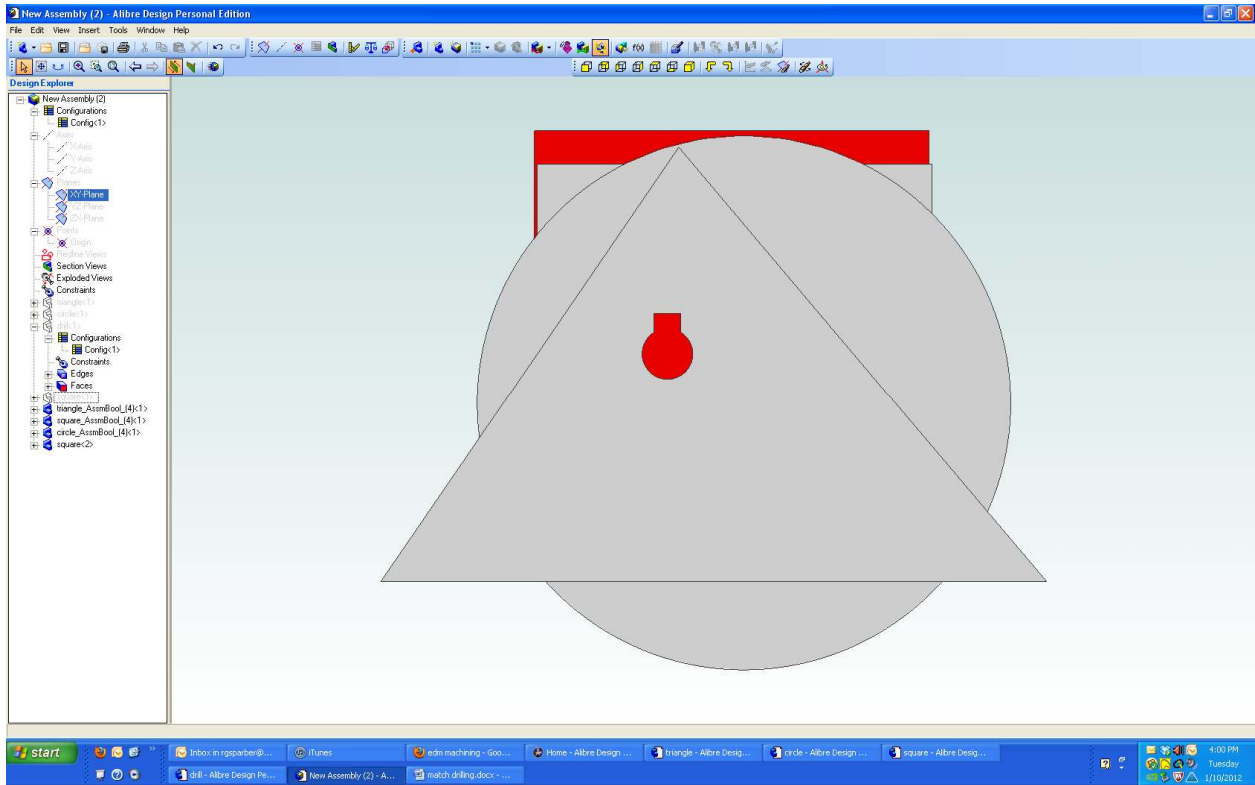 New Assembly (2) - Alibre Design Personal Edition
File Edit View Insert Tools Window Help
Design Explorer
New Assembly (2)
Configurations
Config<1>
Axes
X-Axis
Y-Axis
Z-Axis
Planes
XY-Plane
YZ-Plane
ZX-Plane
Points
Origin
Redline Views
Section Views
Exploded Views
Constraints
triangle<1>
circle<1>
drill<1>
Configurations
Config<1>
Constraints
Edges
Faces
square<1>
triangle_AssmBool_(4)<1>
square_AssmBool_(4)<1>
circle_AssmBool_(4)<1>
square<2>
start
Inbox in rgsparber@...
iTunes
edm machining - Goo...
Home - Alibre Design ...
triangle - Alibre Desig...
circle - Alibre Design ...
square - Alibre Desig...
4:00 PM
drill - Alibre Design Pe...
New Assembly (2) - A...
match drilling.docx - ...
Tuesday
1/10/2012